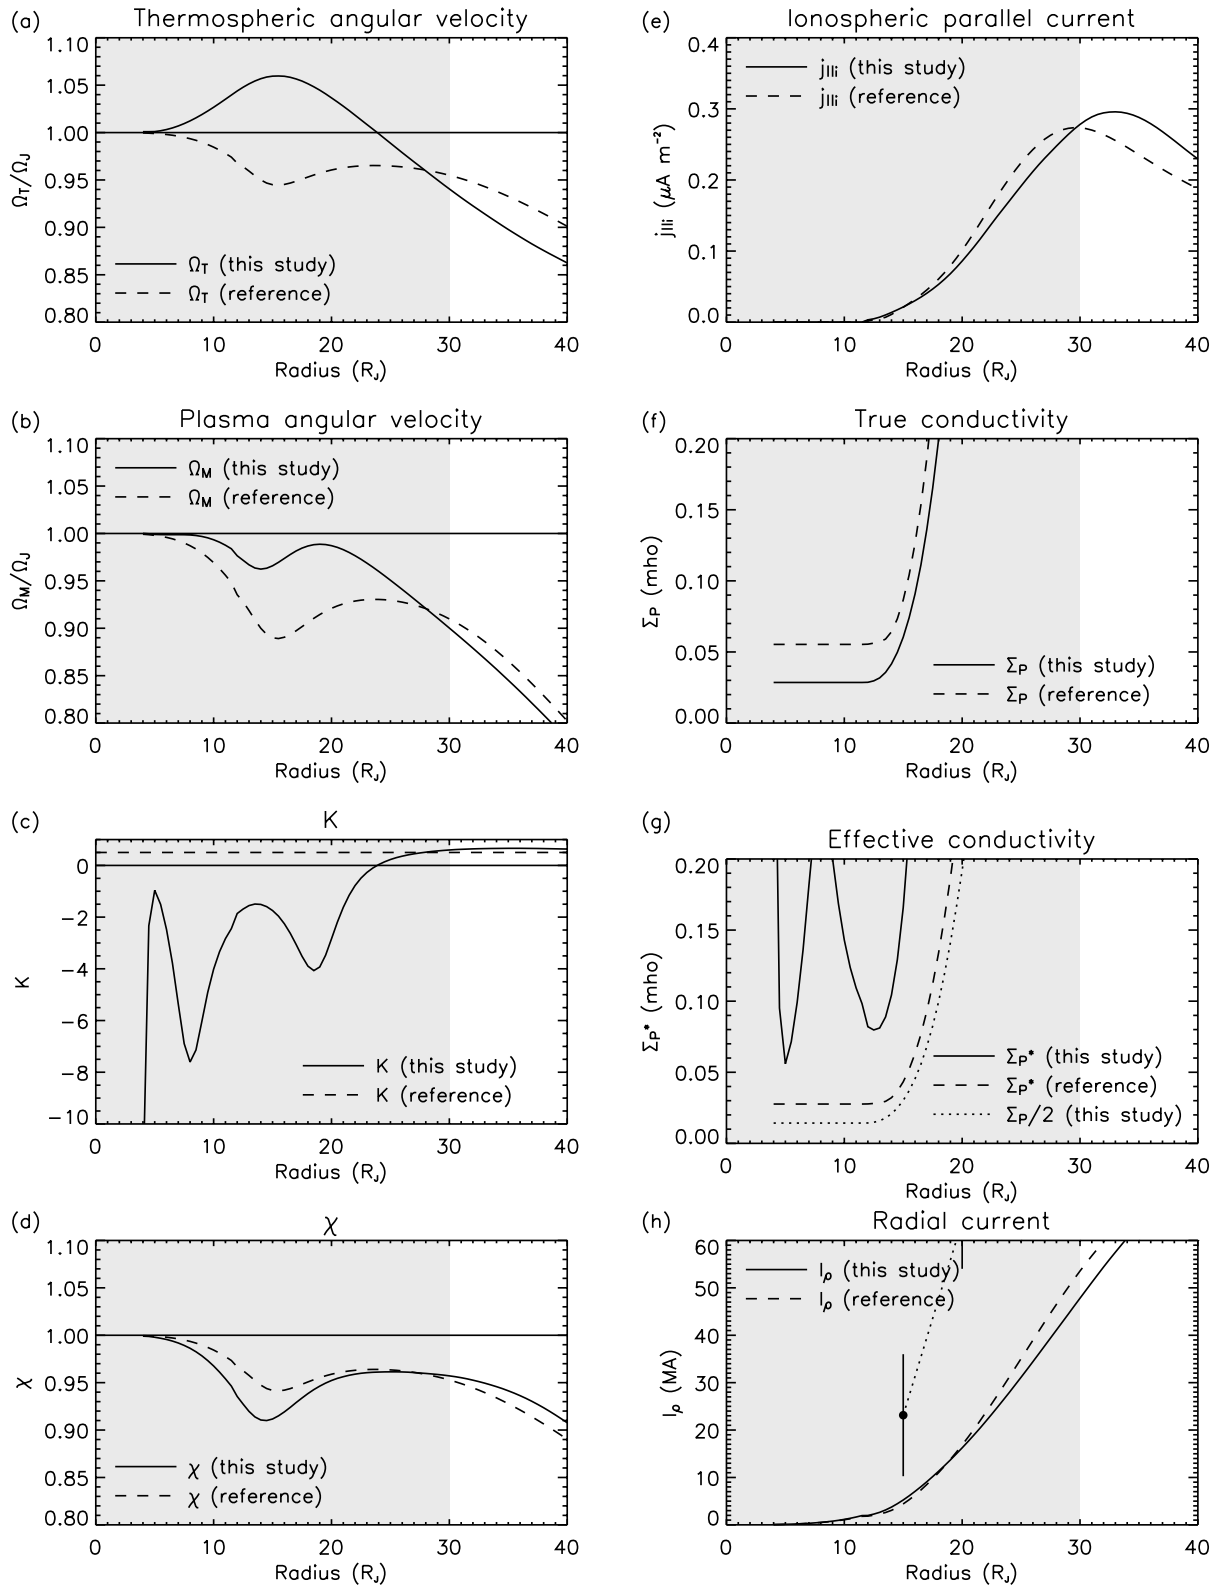 (a) Thermospheric angular velocity
1.10
1.05
1.00
0.95
0.90
0.85
0.80
Ω_T/Ω_J
Ω_T (this study)
Ω_T (reference)
0 10 20 30 40
Radius (R_J)
(b) Plasma angular velocity
1.10
1.05
1.00
0.95
0.90
0.85
0.80
Ω_M/Ω_J
Ω_M (this study)
Ω_M (reference)
0 10 20 30 40
Radius (R_J)
(c) K
0
−2
−4
−6
−8
−10
K
K (this study)
K (reference)
0 10 20 30 40
Radius (R_J)
(d) χ
1.10
1.05
1.00
0.95
0.90
0.85
0.80
χ
χ (this study)
χ (reference)
0 10 20 30 40
Radius (R_J)
(e) Ionospheric parallel current
0.4
0.3
0.2
0.1
0.0
j_||i (μA m⁻²)
j_||i (this study)
j_||i (reference)
0 10 20 30 40
Radius (R_J)
(f) True conductivity
0.20
0.15
0.10
0.05
0.00
Σ_P (mho)
Σ_P (this study)
Σ_P (reference)
0 10 20 30 40
Radius (R_J)
(g) Effective conductivity
0.20
0.15
0.10
0.05
0.00
Σ_P* (mho)
Σ_P* (this study)
Σ_P* (reference)
Σ_P/2 (this study)
0 10 20 30 40
Radius (R_J)
(h) Radial current
60
50
40
30
20
10
0
I_ρ (MA)
I_ρ (this study)
I_ρ (reference)
0 10 20 30 40
Radius (R_J)